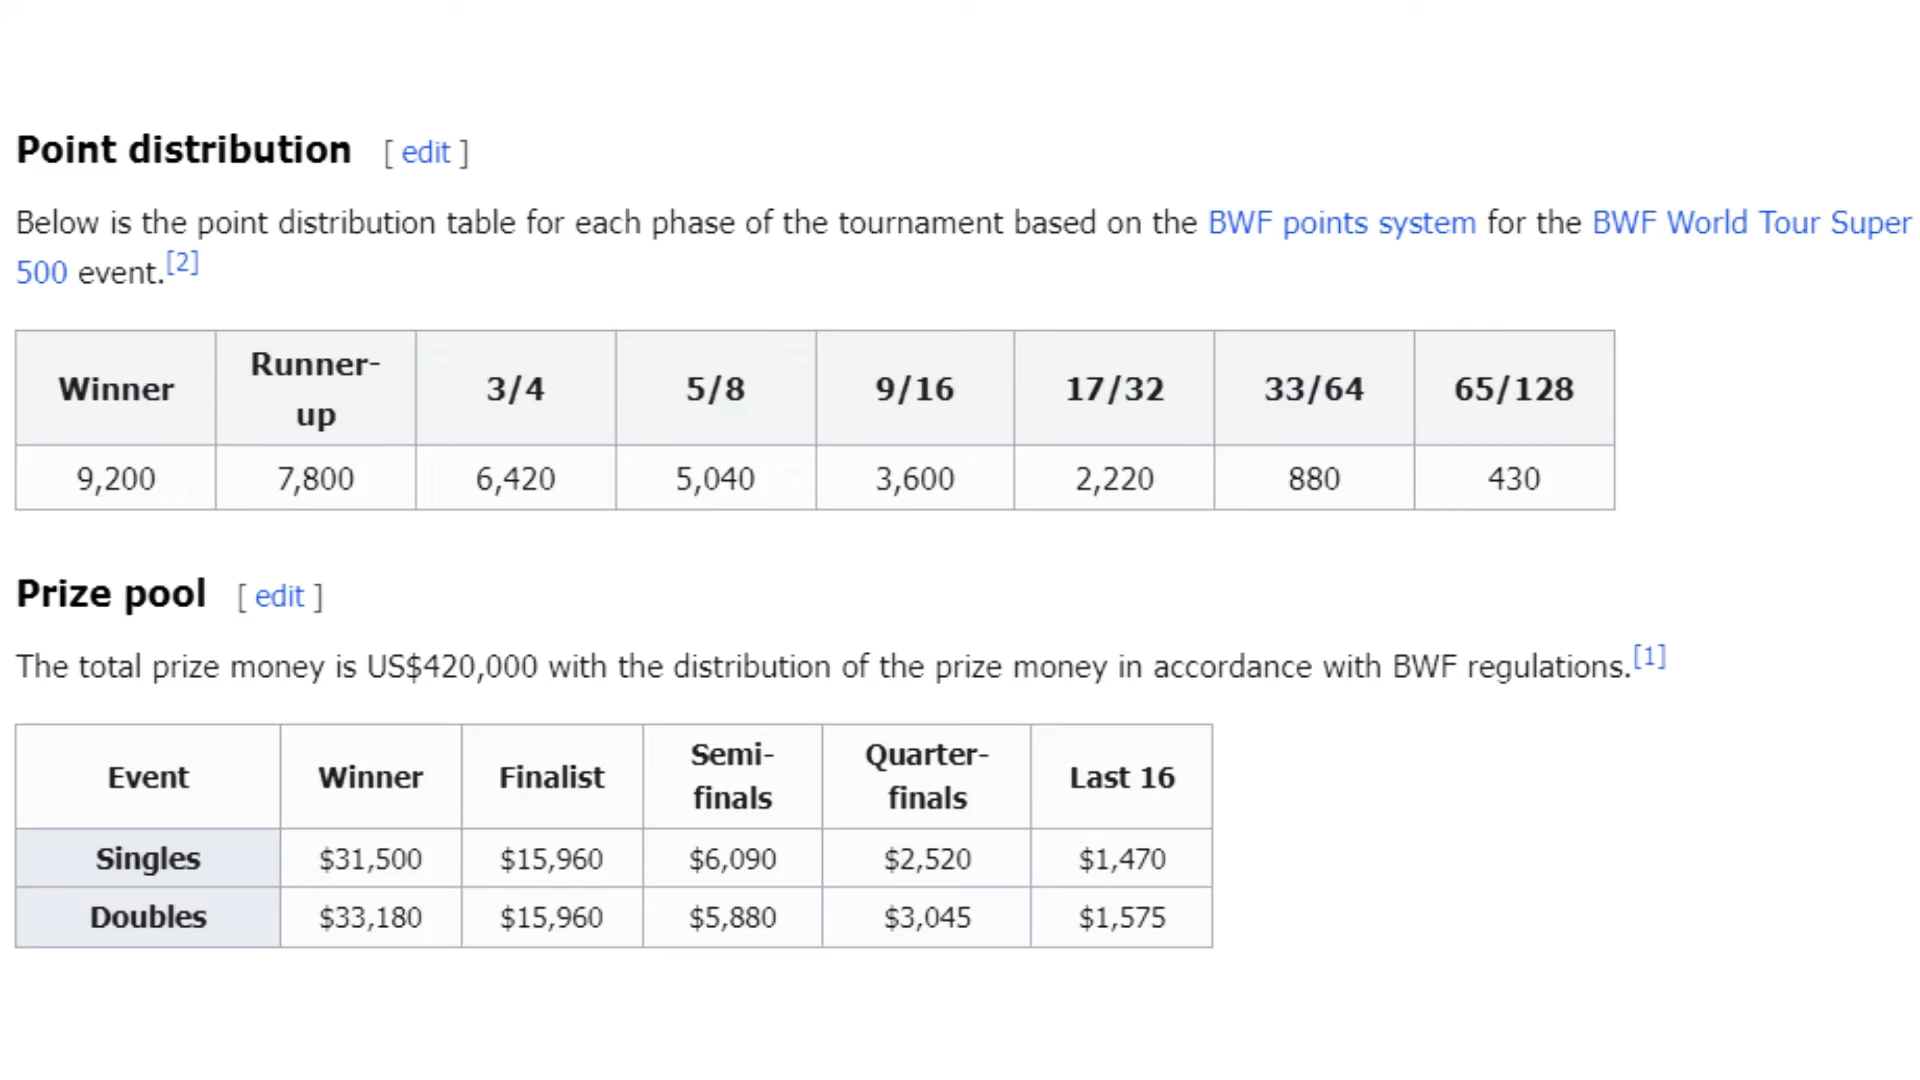 Point distribution [ edit ]
Below is the point distribution table for each phase of the tournament based on the BWF points system for the BWF World Tour Super
500 event.[2]
Winner Runner-up 3/4 5/8 9/16 17/32 33/64 65/128
9,200 7,800 6,420 5,040 3,600 2,220 880 430
Prize pool [ edit ]
The total prize money is US$420,000 with the distribution of the prize money in accordance with BWF regulations.[1]
Event Winner Finalist Semi-finals Quarter-finals Last 16
Singles $31,500 $15,960 $6,090 $2,520 $1,470
Doubles $33,180 $15,960 $5,880 $3,045 $1,575